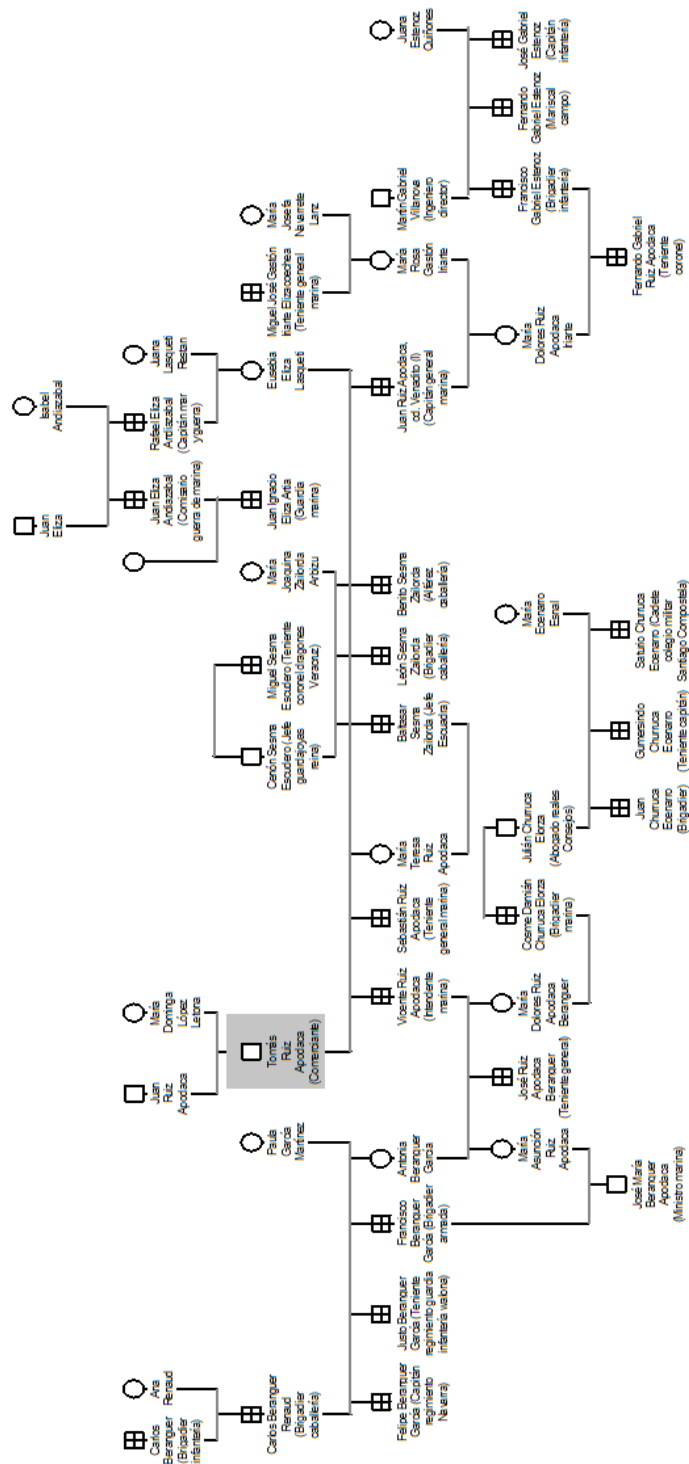 Juan
Eliza
Isabel
Andiazabal
Juan Eliza
Andiazabal
(Comisario
guerra de marina)
Rafael Eliza
Andiazabal
(Capitán mar
y guerra)
Juana
Lasqueti
Restan
Carlos
Beranguer
(Brigadier
infantería)
Ana
Renaud
Juan
Ruiz
Apodaca
María
Dominga
López
Letona
Carlos Beranguer
Renaud
(Brigadier
caballería)
Paula
García
Martínez
Tomás
Ruiz
Apodaca
(Comerciante)
Cenón Sesma
Escudero (Jefe
guardajoyas
reina)
Miguel Sesma
Escudero (Teniente
coronel dragones
Veracruz)
María
Joaquina
Zailorda
Arbizu
Juan Ignacio
Eliza Artia
(Guardia
marina)
Eusebia
Eliza
Lasqueti
Miguel José Gastón
Iriarte Elizacoechea
(Teniente general
marina)
María
Josefa
Navarrete
Lanz
Felipe Beranguer
García (Capitán
regimiento
Navarra)
Justo Beranguer
García (Teniente
regimiento guardia
infantería walona)
Francisco
Beranguer
García (Brigadier
armada)
Antonia
Beranquer
García
Vicente Ruiz
Apodaca
(Intendente
marina)
Sebastián Ruiz
Apodaca
(Teniente
general marina)
María
Teresa
Ruiz
Apodaca
Baltasar
Sesma
Zailorda (Jefe
Escuadra)
León Sesma
Zailorda
(Brigadier
caballería)
Benito Sesma
Zailorda
(Alférez
caballería)
Juan Ruiz Apodaca,
cd. Venadito (I)
(Capitán general
marina)
María
Rosa
Gastón
Iriarte
Martín Gabriel
Villanova
(Ingeniero
director)
Juana
Estenoz
Quiñones
María
Asunción
Ruiz
Apodaca
José Ruiz
Apodaca
Beranguer
(Teniente general)
María
Dolores Ruiz
Apodaca
Beranguer
Cosme Damián
Churruca Elorza
(Brigadier
marina)
Julián Churruca
Elorza
(Abogado reales
Consejos)
María
Ecenarro
Esnal
María
Dolores Ruiz
Apodaca
Iriarte
Francisco
Gabriel Estenoz
(Brigadier
infantería)
Fernando
Gabriel Estenoz
(Mariscal
campo)
José Gabriel
Estenoz
(Capitán
infantería)
José María
Beranguer
Apodaca
(Ministro marina)
Juan
Churruca
Ecenarro
(Brigadier)
Gumersindo
Churruca
Ecenarro
(Teniente capitán)
Saturio Churruca
Ecenarro (Cadete
colegio militar
Santiago Compostela)
Fernando Gabriel
Ruiz Apodaca
(Teniente
coronel)